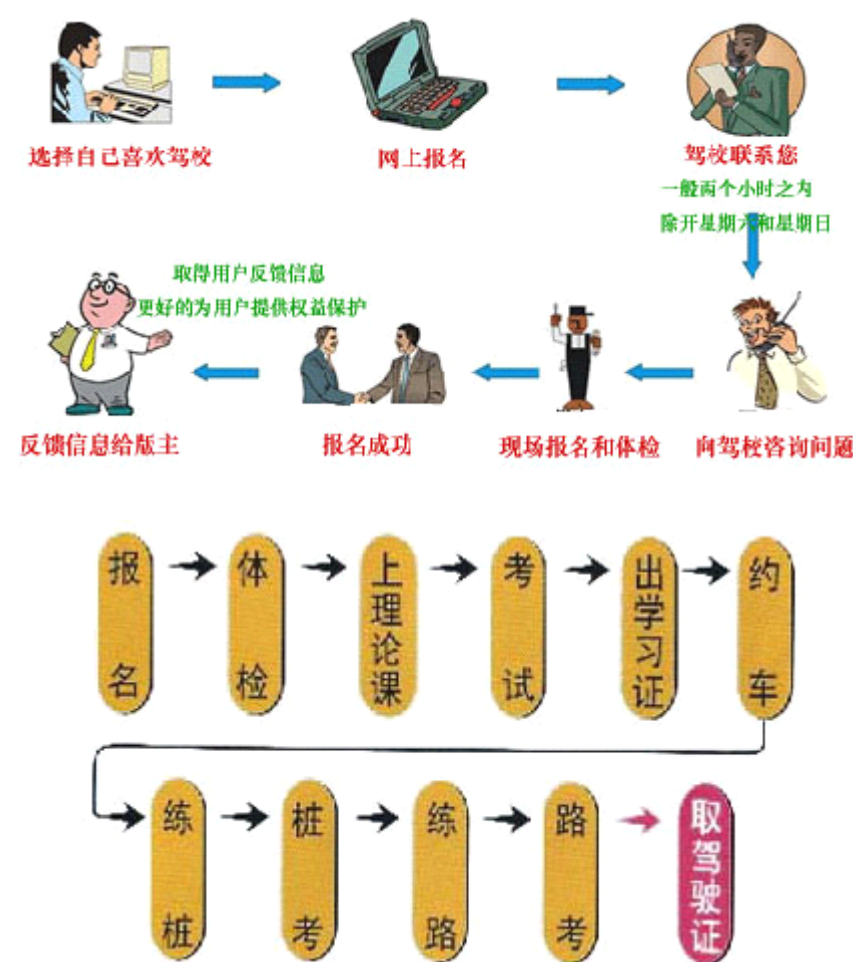 选择自己喜欢驾校
网上报名
驾校联系您
一般两个小时之内
除开星期六和星期日
取得用户反馈信息
更好的为用户提供权益保护
反馈信息给版主
报名成功
现场报名和体检
向驾校咨询问题
报名
体检
上理论课
考试
出学习证
约车
练桩
桩考
练路
路考
取驾驶证